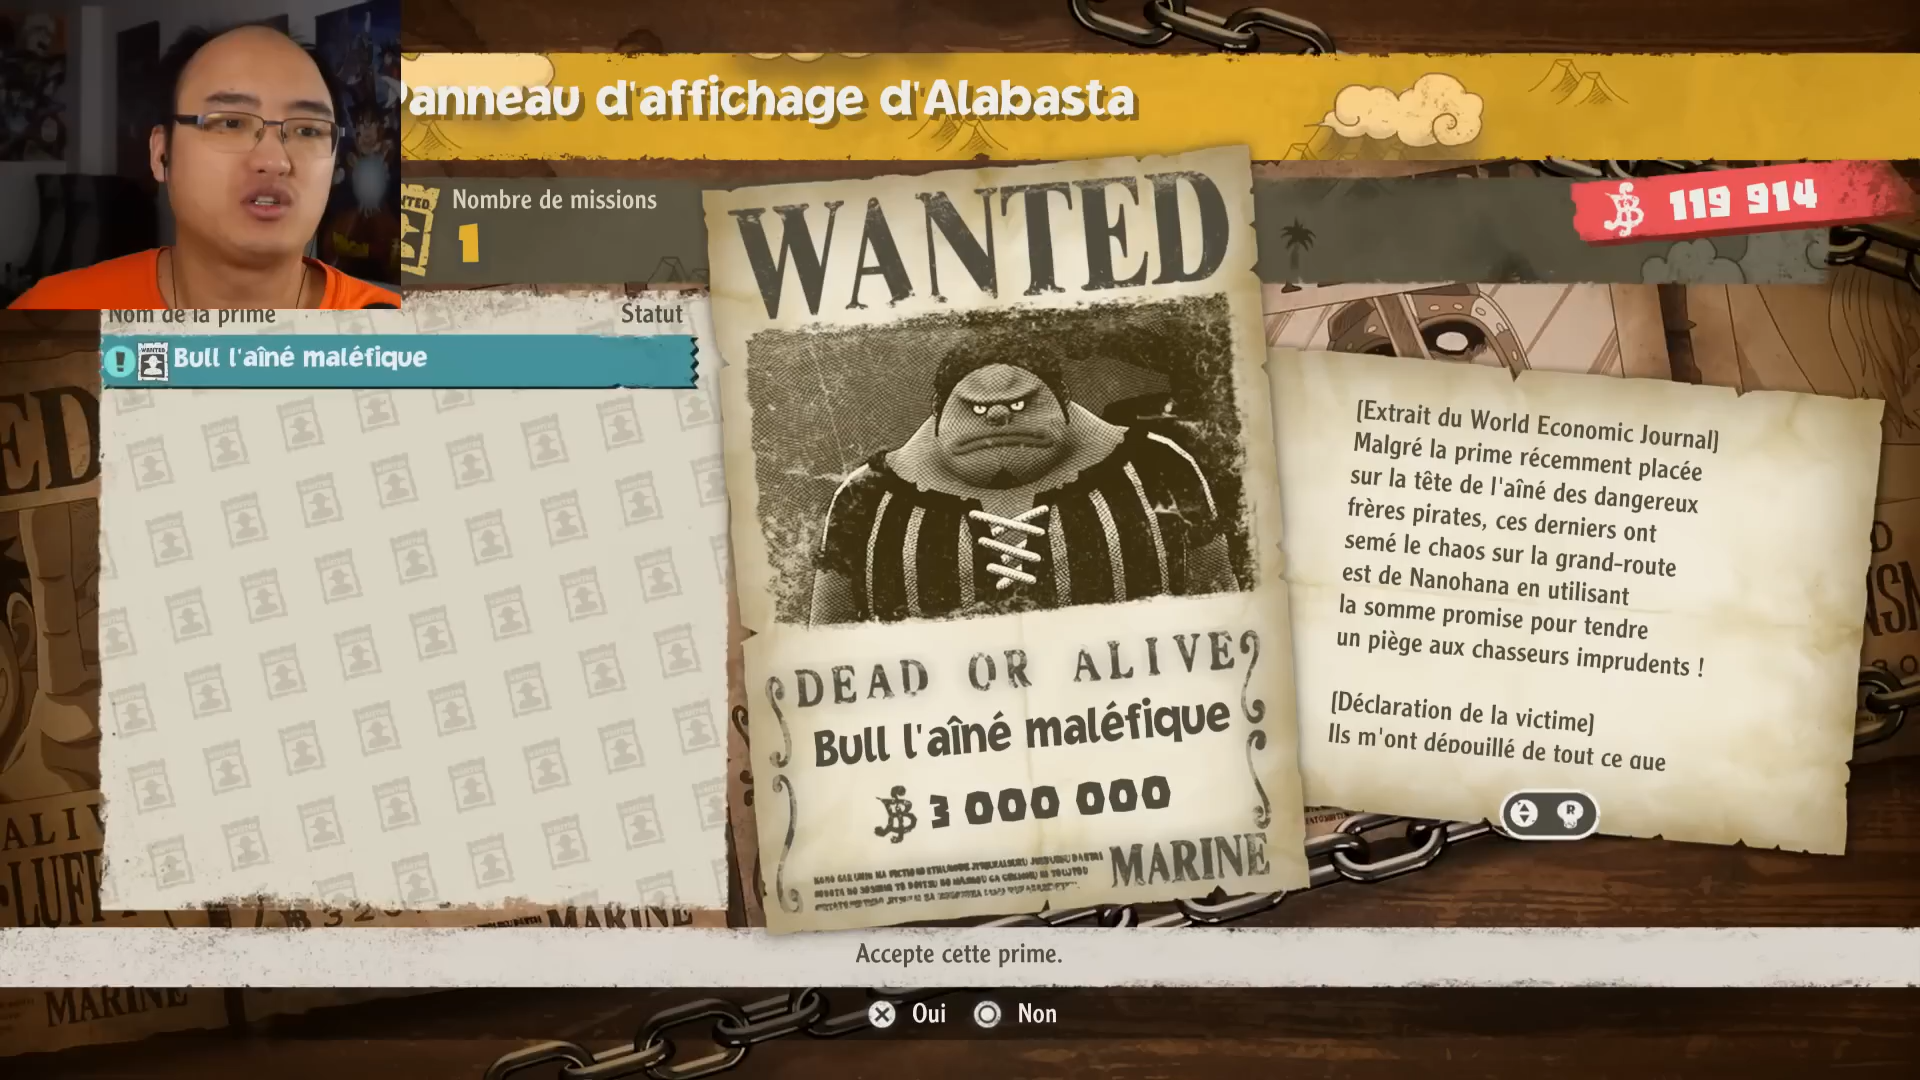 Panneau d'affichage d'Alabasta
Nombre de missions
1
119 914
Nom de la prime
Statut
Bull l'aîné maléfique
WANTED
DEAD OR ALIVE
Bull l'aîné maléfique
3 000 000
MARINE
[Extrait du World Economic Journal]
Malgré la prime récemment placée
sur la tête de l'aîné des dangereux
frères pirates, ces derniers ont
semé le chaos sur la grand-route
est de Nanohana en utilisant
la somme promise pour tendre
un piège aux chasseurs imprudents !
[Déclaration de la victime]
Ils m'ont dépouillé de tout ce que
R
MARINE
MARINE
Accepte cette prime.
Oui
Non